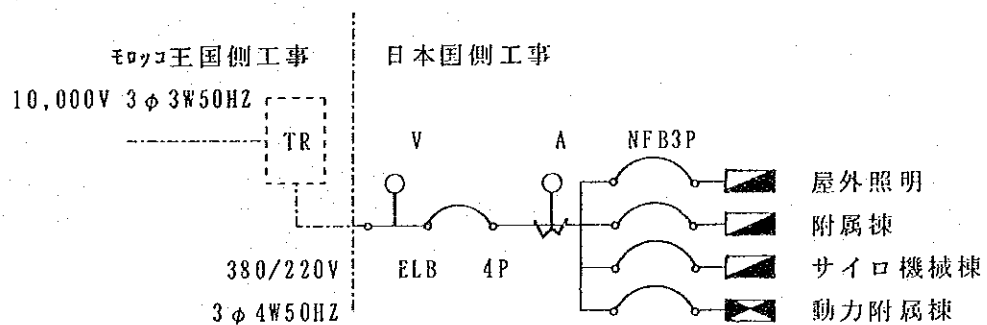 モロッコ王国側工事
日本国側工事
10,000V 3φ3W50HZ
TR
V
A
NFB3P
屋外照明
附属棟
380/220V
ELB 4P
サイロ機械棟
3φ4W50HZ
動力附属棟